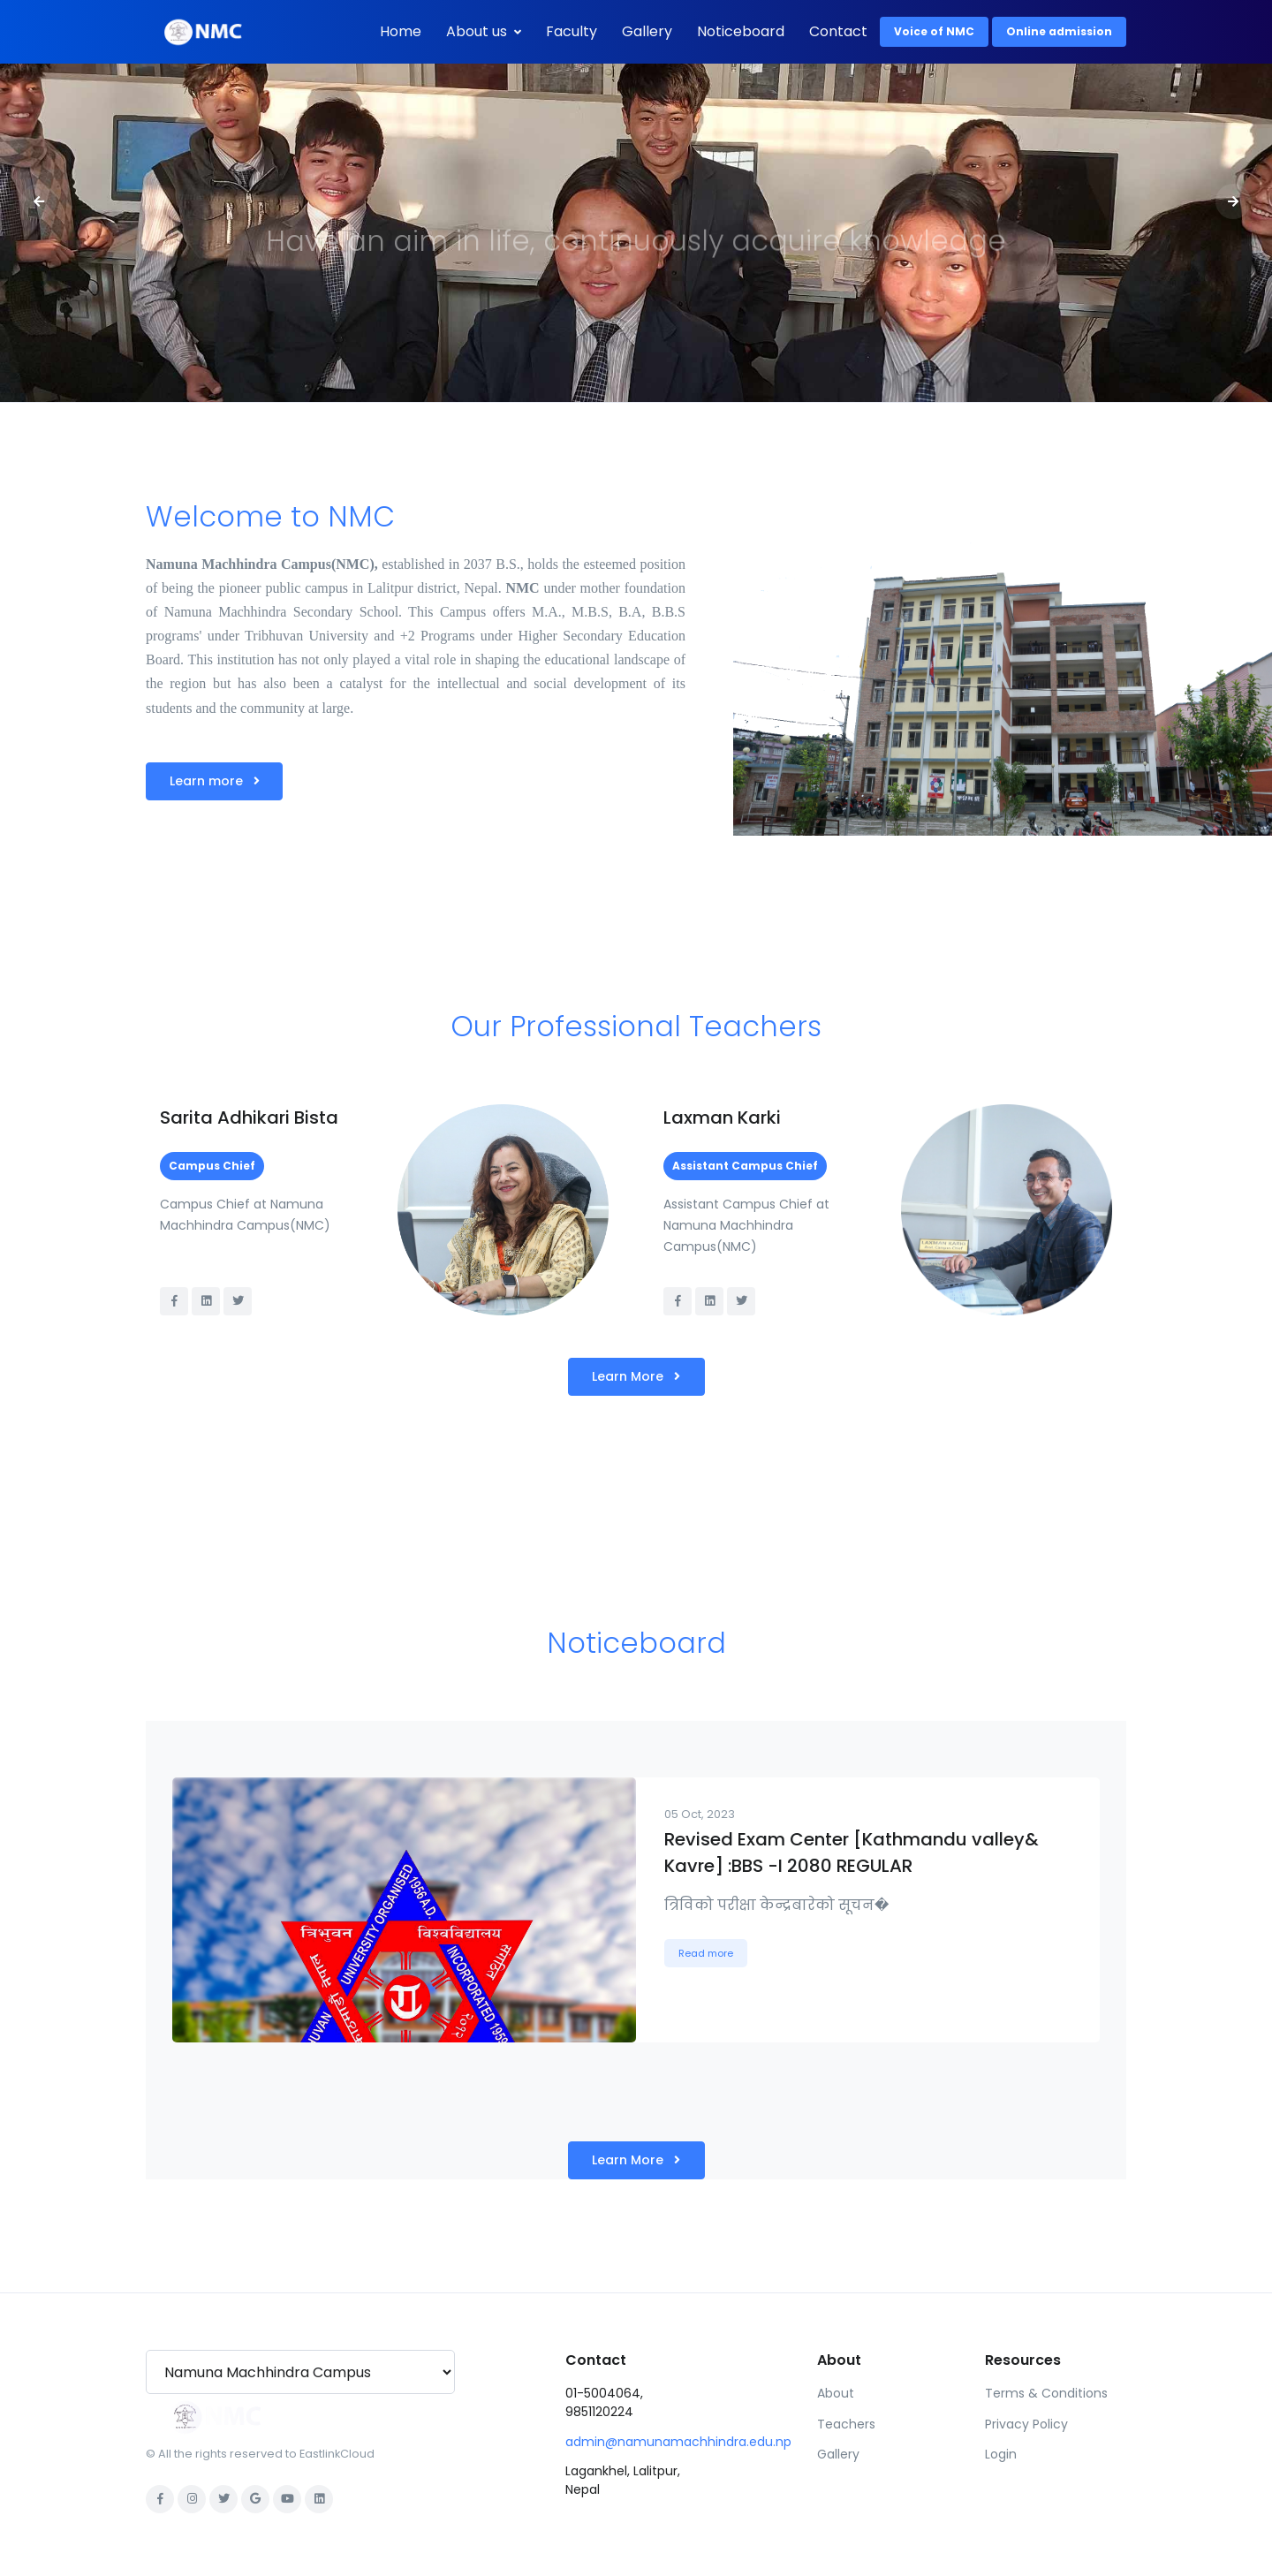 NMC
Home About us Faculty Gallery Noticeboard Contact Voice of NMC Online admission
Have an aim in life, continuously acquire knowledge
Welcome to NMC
Namuna Machhindra Campus(NMC), established in 2037 B.S., holds the esteemed position
of being the pioneer public campus in Lalitpur district, Nepal. NMC under mother foundation
of Namuna Machhindra Secondary School. This Campus offers M.A., M.B.S, B.A, B.B.S
programs' under Tribhuvan University and +2 Programs under Higher Secondary Education
Board. This institution has not only played a vital role in shaping the educational landscape of
the region but has also been a catalyst for the intellectual and social development of its
students and the community at large.
Learn more
Our Professional Teachers
Sarita Adhikari Bista
Campus Chief
Campus Chief at Namuna
Machhindra Campus(NMC)
Laxman Karki
Assistant Campus Chief
Assistant Campus Chief at
Namuna Machhindra
Campus(NMC)
LAXMAN KARKI
Learn More
Noticeboard
त्रिभुवन विश्वविद्यालय
UNIVERSITY ORGANISED
1956 A.D.
INCORPORATED 1959
05 Oct, 2023
Revised Exam Center [Kathmandu valley&
Kavre] :BBS -I 2080 REGULAR
त्रिविको परीक्षा केन्द्रबारेको सूचन�
Read more
Learn More
Namuna Machhindra Campus
NMC
© All the rights reserved to EastlinkCloud
Contact
01-5004064,
9851120224
admin@namunamachhindra.edu.np
Lagankhel, Lalitpur,
Nepal
About
About
Teachers
Gallery
Resources
Terms & Conditions
Privacy Policy
Login